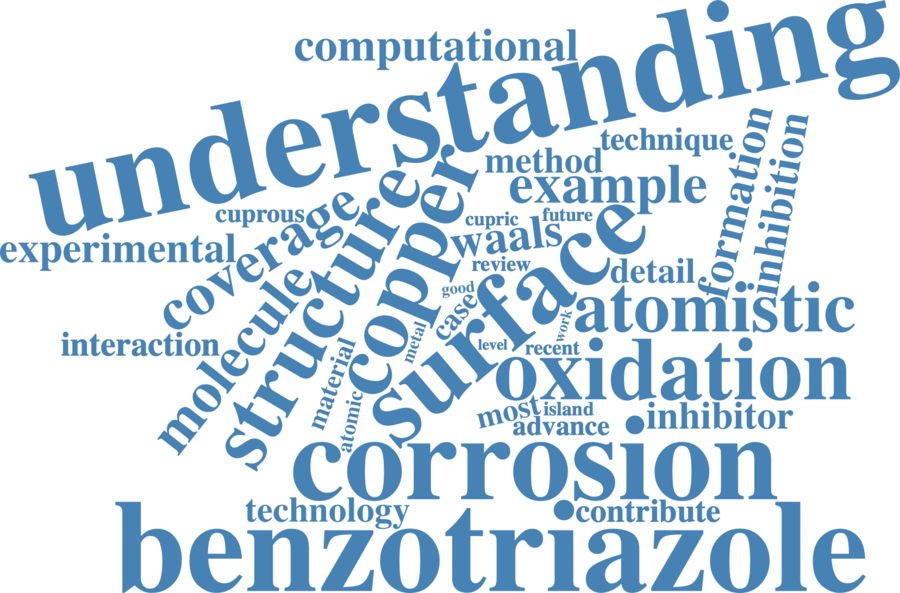 computational
understanding
technique
method
example
formation
inhibition
cuprous
coverage
structure
copper
cupric
future
waals
experimental
review
surface
detail
molecule
good
case
atomistic
interaction
metal
work
level
recent
oxidation
material
atomic
most
island
inhibitor
advance
corrosion
technology
contribute
benzotriazole